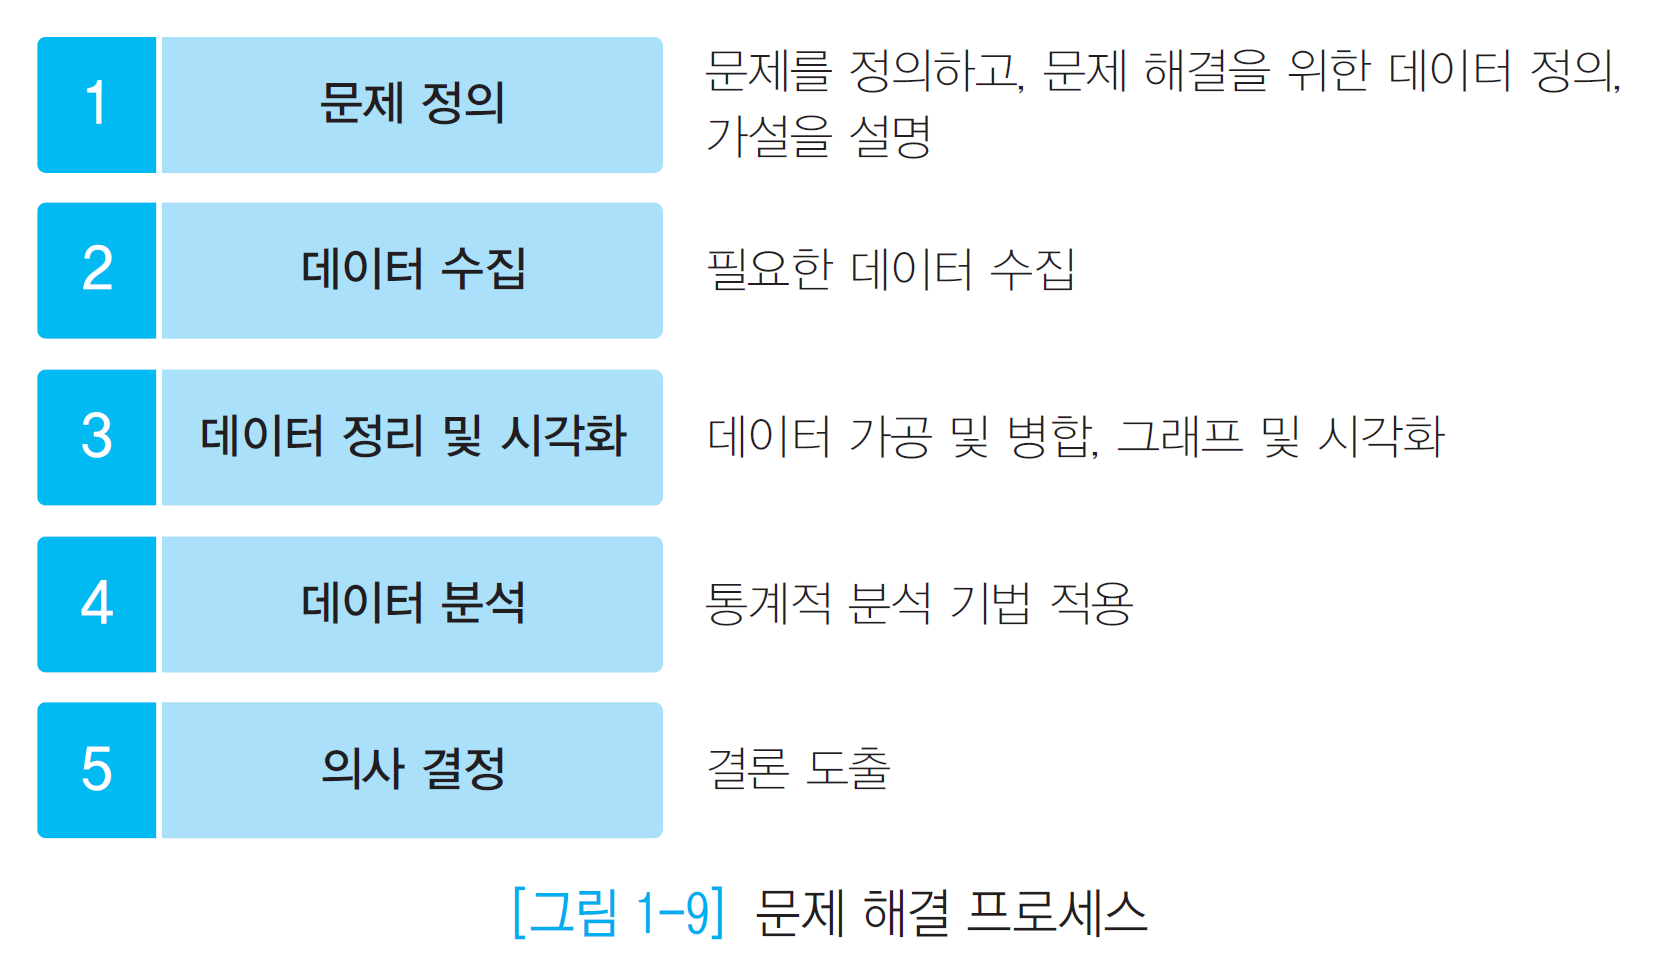 1
문제 정의
문제를 정의하고, 문제 해결을 위한 데이터 정의,
가설을 설명
2
데이터 수집
필요한 데이터 수집
3
데이터 정리 및 시각화
데이터 가공 및 병합, 그래프 및 시각화
4
데이터 분석
통계적 분석 기법 적용
5
의사 결정
결론 도출
[그림 1-9] 문제 해결 프로세스